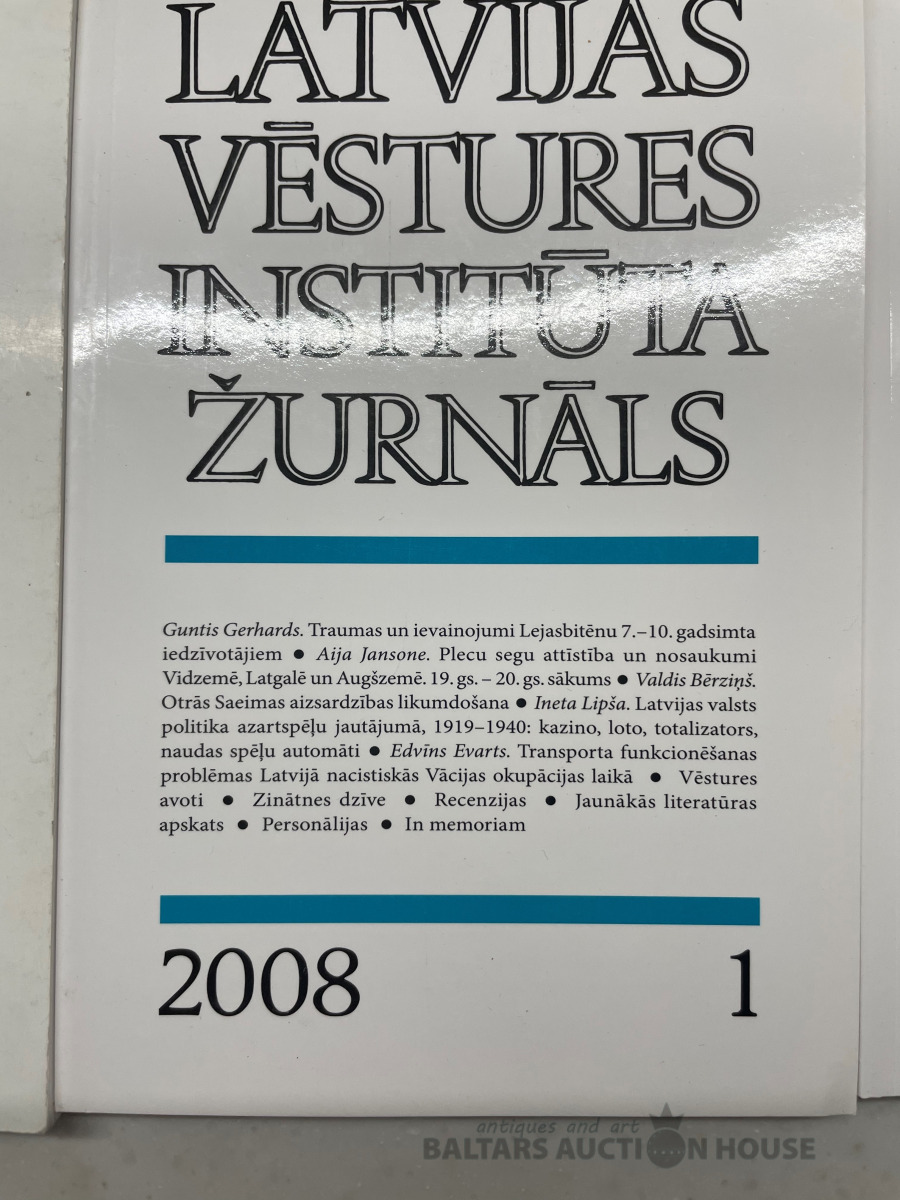 LATVIJAS
VĒSTURES
INSTITŪTA
ŽURNĀLS
Guntis Gerhards. Traumas un ievainojumi Lejasbitēnu 7.–10. gadsimta
iedzīvotājiem ● Aija Jansone. Plecu segu attīstība un nosaukumi
Vidzemē, Latgalē un Augšzemē. 19. gs. – 20. gs. sākums ● Valdis Bērziņš.
Otrās Saeimas aizsardzības likumdošana ● Ineta Lipša. Latvijas valsts
politika azartspēļu jautājumā, 1919–1940: kazino, loto, totalizators,
naudas spēļu automāti ● Edvīns Evarts. Transporta funkcionēšanas
problēmas Latvijā nacistiskās Vācijas okupācijas laikā ● Vēstures
avoti ● Zinātnes dzīve ● Recenzijas ● Jaunākās literatūras
apskats ● Personālijas ● In memoriam
2008 1
antiques and art
BALTARS AUCTION HOUSE